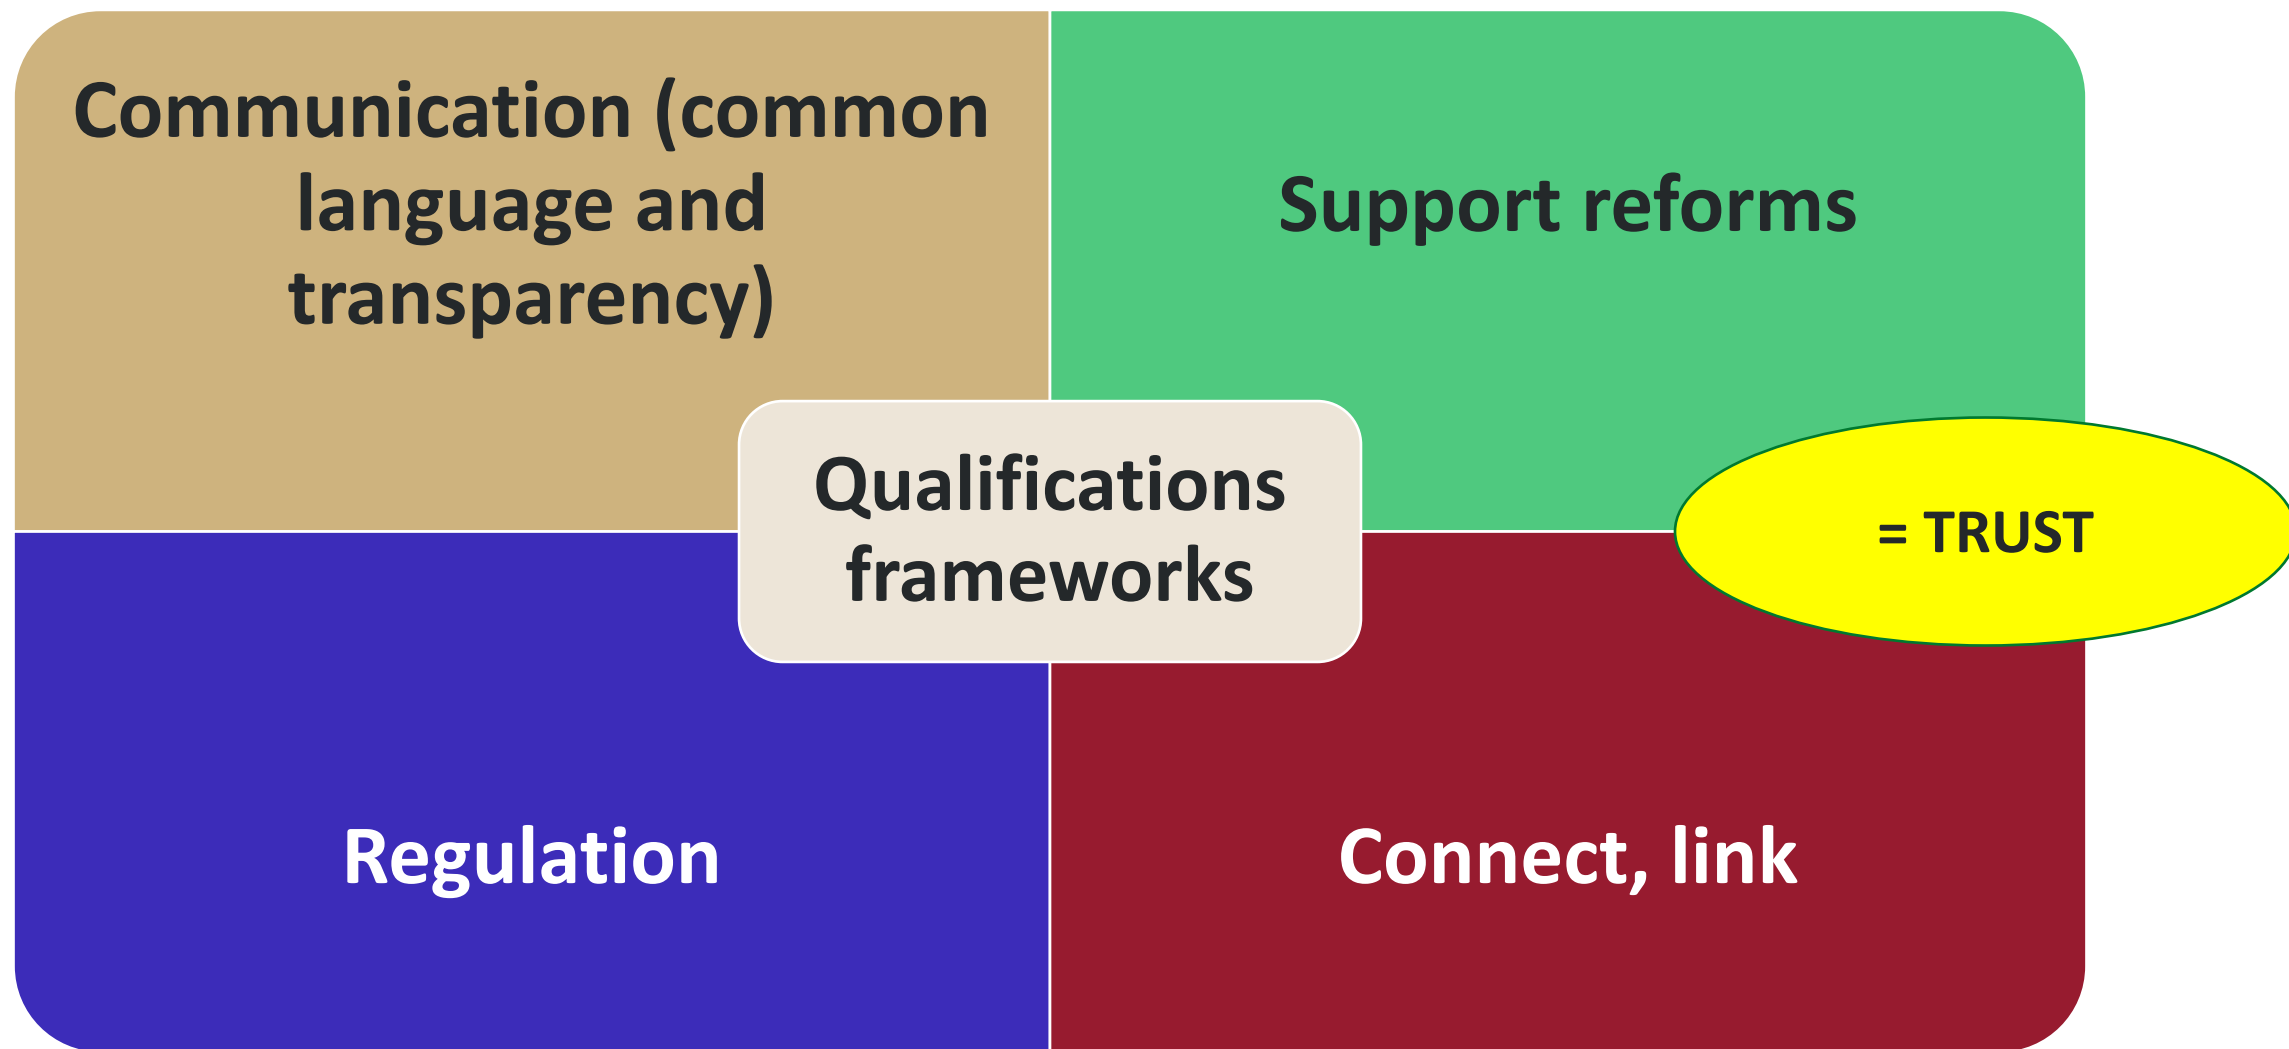 Communication (common
language and
transparency)
Support reforms
Qualifications
frameworks
= TRUST
Regulation
Connect, link